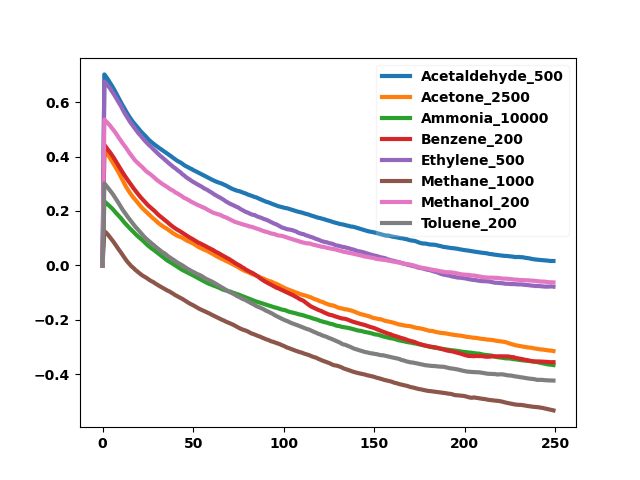 Acetaldehyde_500
Acetone_2500
Ammonia_10000
Benzene_200
Ethylene_500
Methane_1000
Methanol_200
Toluene_200
0.6
0.4
0.2
0.0
−0.2
−0.4
0 50 100 150 200 250